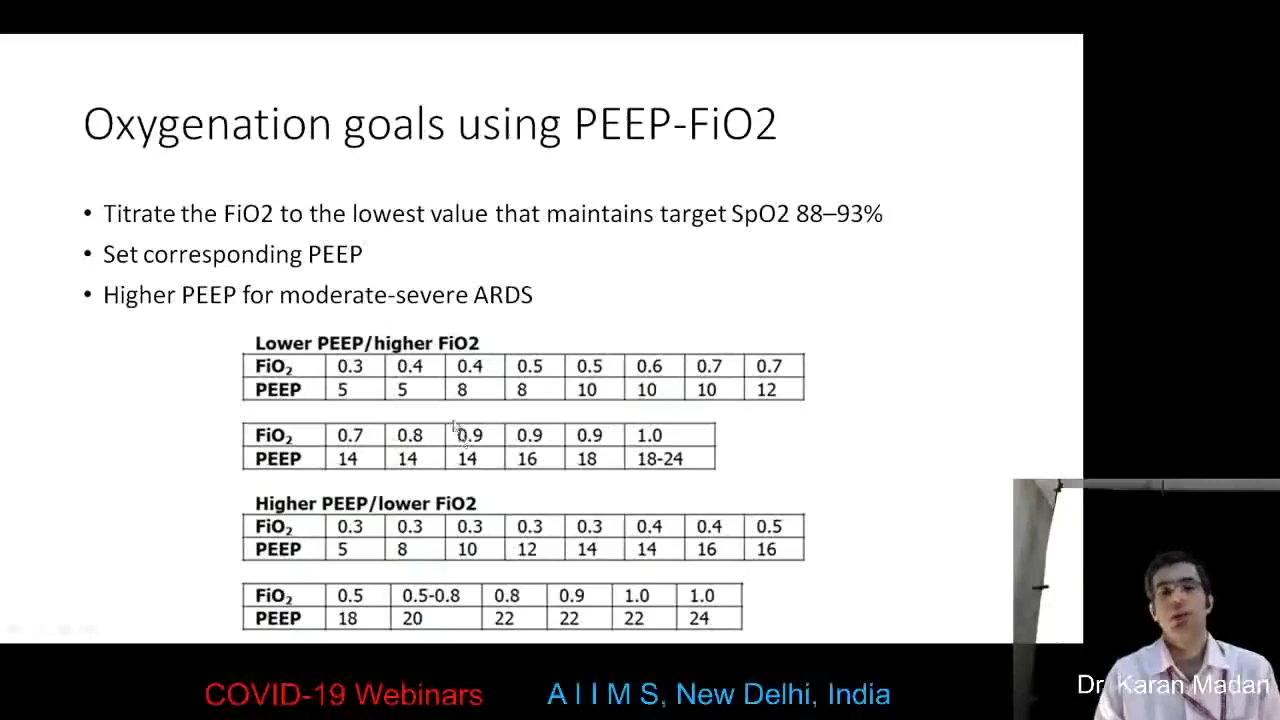 Oxygenation goals using PEEP-FiO2
• Titrate the FiO2 to the lowest value that maintains target SpO2 88–93%
• Set corresponding PEEP
• Higher PEEP for moderate-severe ARDS
Lower PEEP/higher FiO2
FiO₂ 0.3 0.4 0.4 0.5 0.5 0.6 0.7 0.7
PEEP 5 5 8 8 10 10 10 12
FiO₂ 0.7 0.8 0.9 0.9 0.9 1.0
PEEP 14 14 14 16 18 18-24
Higher PEEP/lower FiO2
FiO₂ 0.3 0.3 0.3 0.3 0.3 0.4 0.4 0.5
PEEP 5 8 10 12 14 14 16 16
FiO₂ 0.5 0.5-0.8 0.8 0.9 1.0 1.0
PEEP 18 20 22 22 22 24
Dr. Karan Madan
COVID-19 Webinars A I I M S, New Delhi, India